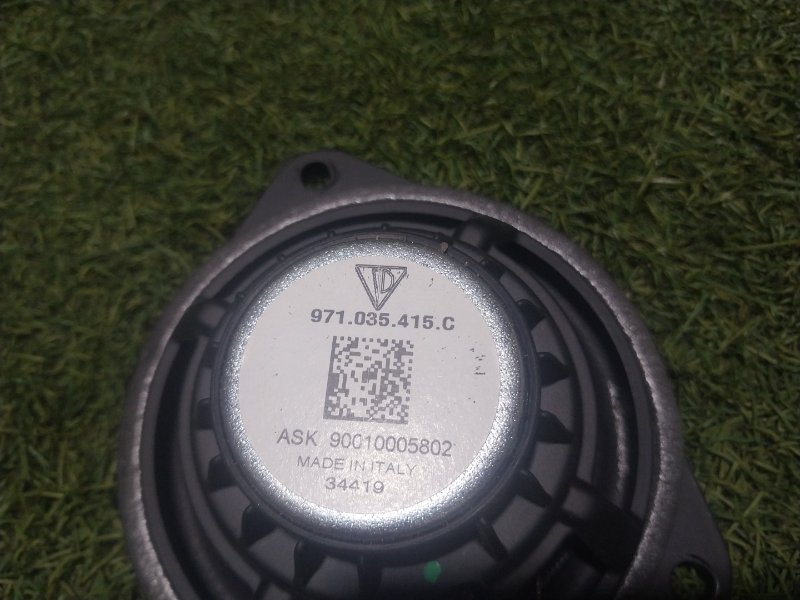 971.035.415.C
ASK 90010005802
MADE IN ITALY
34419